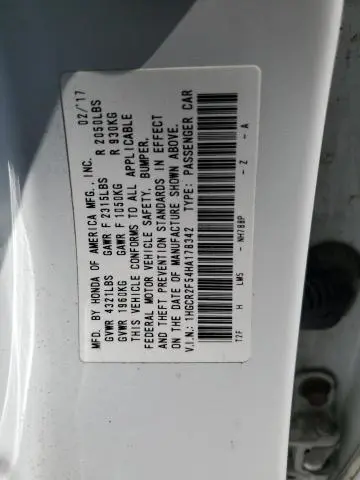 MFD. BY HONDA OF AMERICA MFG., INC. 02/17
GVWR 4321LBS GAWR F 2315LBS R 2050LBS
GVWR 1960KG GAWR F 1050KG R 930KG
THIS VEHICLE CONFORMS TO ALL APPLICABLE
FEDERAL MOTOR VEHICLE SAFETY, BUMPER,
AND THEFT PREVENTION STANDARDS IN EFFECT
ON THE DATE OF MANUFACTURE SHOWN ABOVE.
V.I.N.: 1HGCR2F54HA178342 TYPE: PASSENGER CAR
T2F H LW5 - NH788P - Z - A